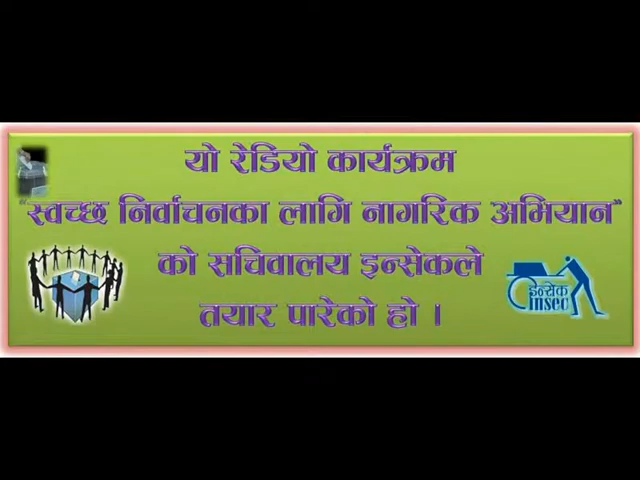 यो रेडियो कार्यक्रम
"स्वच्छ निर्वाचनका लागि नागरिक अभियान"
को सचिवालय इन्सेकले
तयार पारेको हो ।
इन्सेक
insec